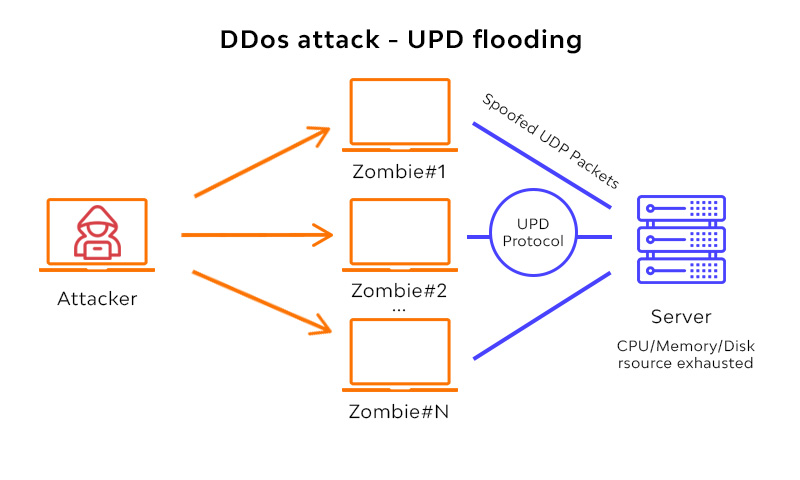 DDos attack - UPD flooding
Spoofed UDP Packets
Zombie#1
UPD
Protocol
Attacker
Zombie#2
...
Server
CPU/Memory/Disk
rsource exhausted
Zombie#N